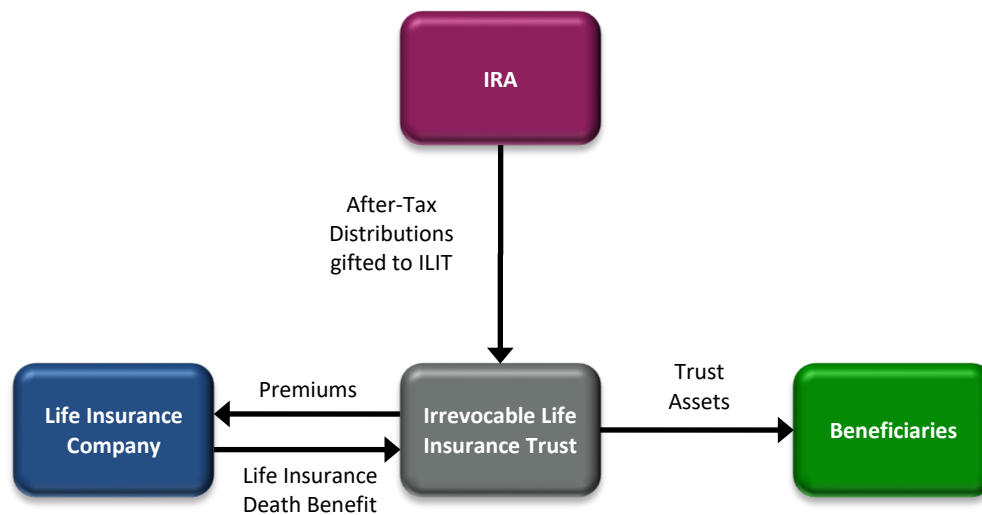 IRA
After-Tax
Distributions
gifted to ILIT
Life Insurance
Company
Premiums
Life Insurance
Death Benefit
Irrevocable Life
Insurance Trust
Trust
Assets
Beneficiaries